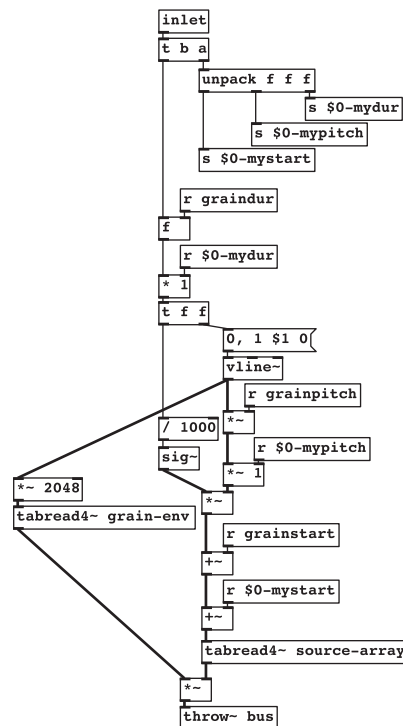 inlet
t b a
unpack f f f
s $0-mydur
s $0-mypitch
s $0-mystart
r graindur
f
r $0-mydur
* 1
t f f
0, 1 $1 0
vline~
r grainpitch
/ 1000
*~
r $0-mypitch
sig~
*~ 1
*~ 2048
*~
tabread4~ grain-env
r grainstart
+~
r $0-mystart
+~
tabread4~ source-array
*~
throw~ bus